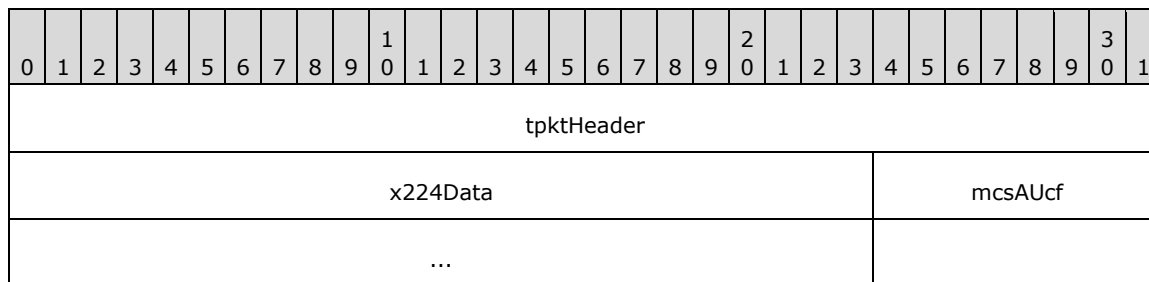 1 2 3
0 1 2 3 4 5 6 7 8 9 0 1 2 3 4 5 6 7 8 9 0 1 2 3 4 5 6 7 8 9 0 1
tpktHeader
x224Data mcsAUcf
...